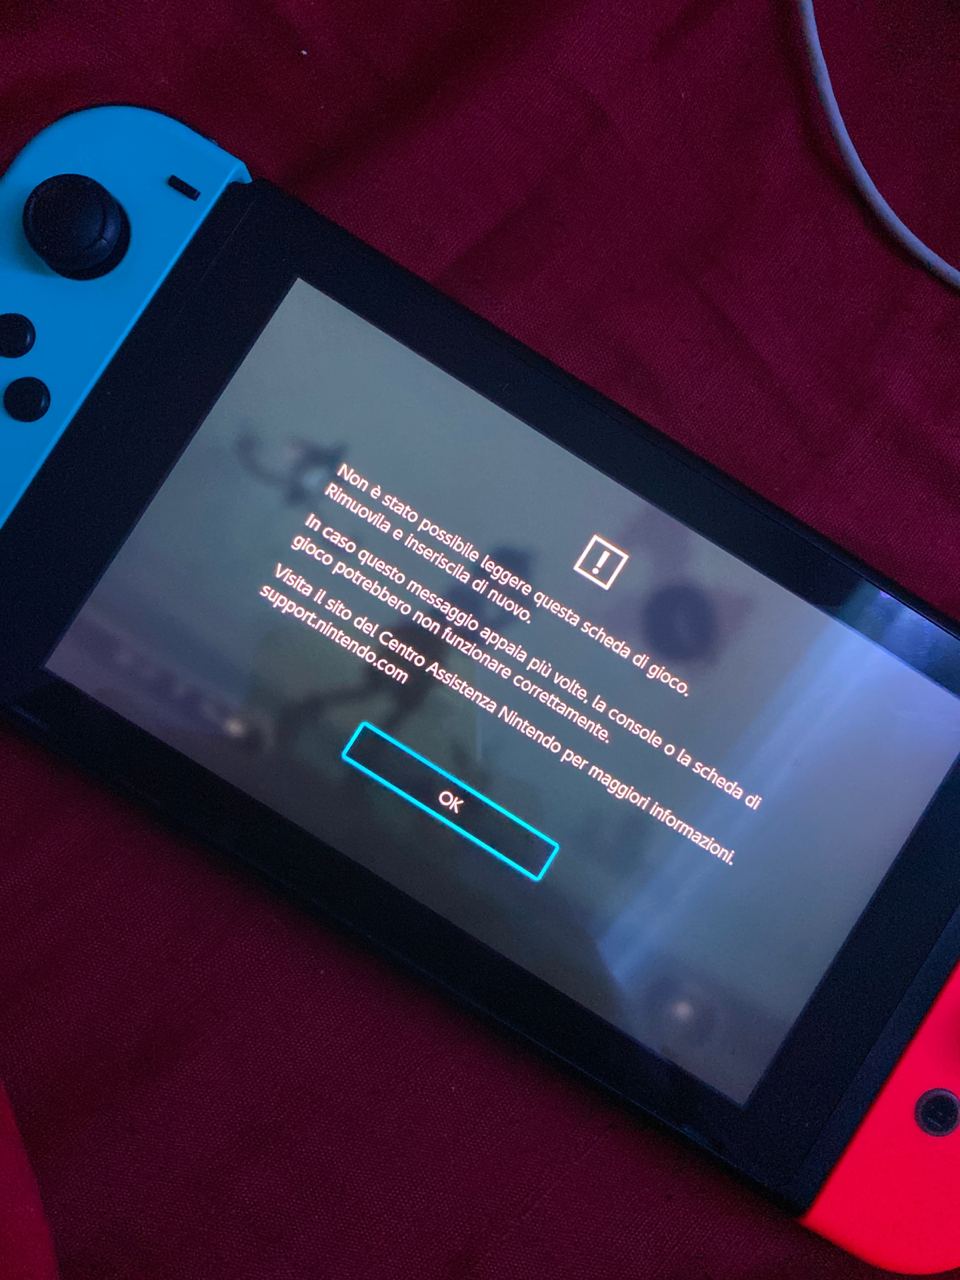 Non è stato possibile leggere questa scheda di gioco.
Rimuovila e inseriscila di nuovo.
In caso questo messaggio appaia più volte, la console o la scheda di
gioco potrebbero non funzionare correttamente.
Visita il sito del Centro Assistenza Nintendo per maggiori informazioni.
support.nintendo.com
OK